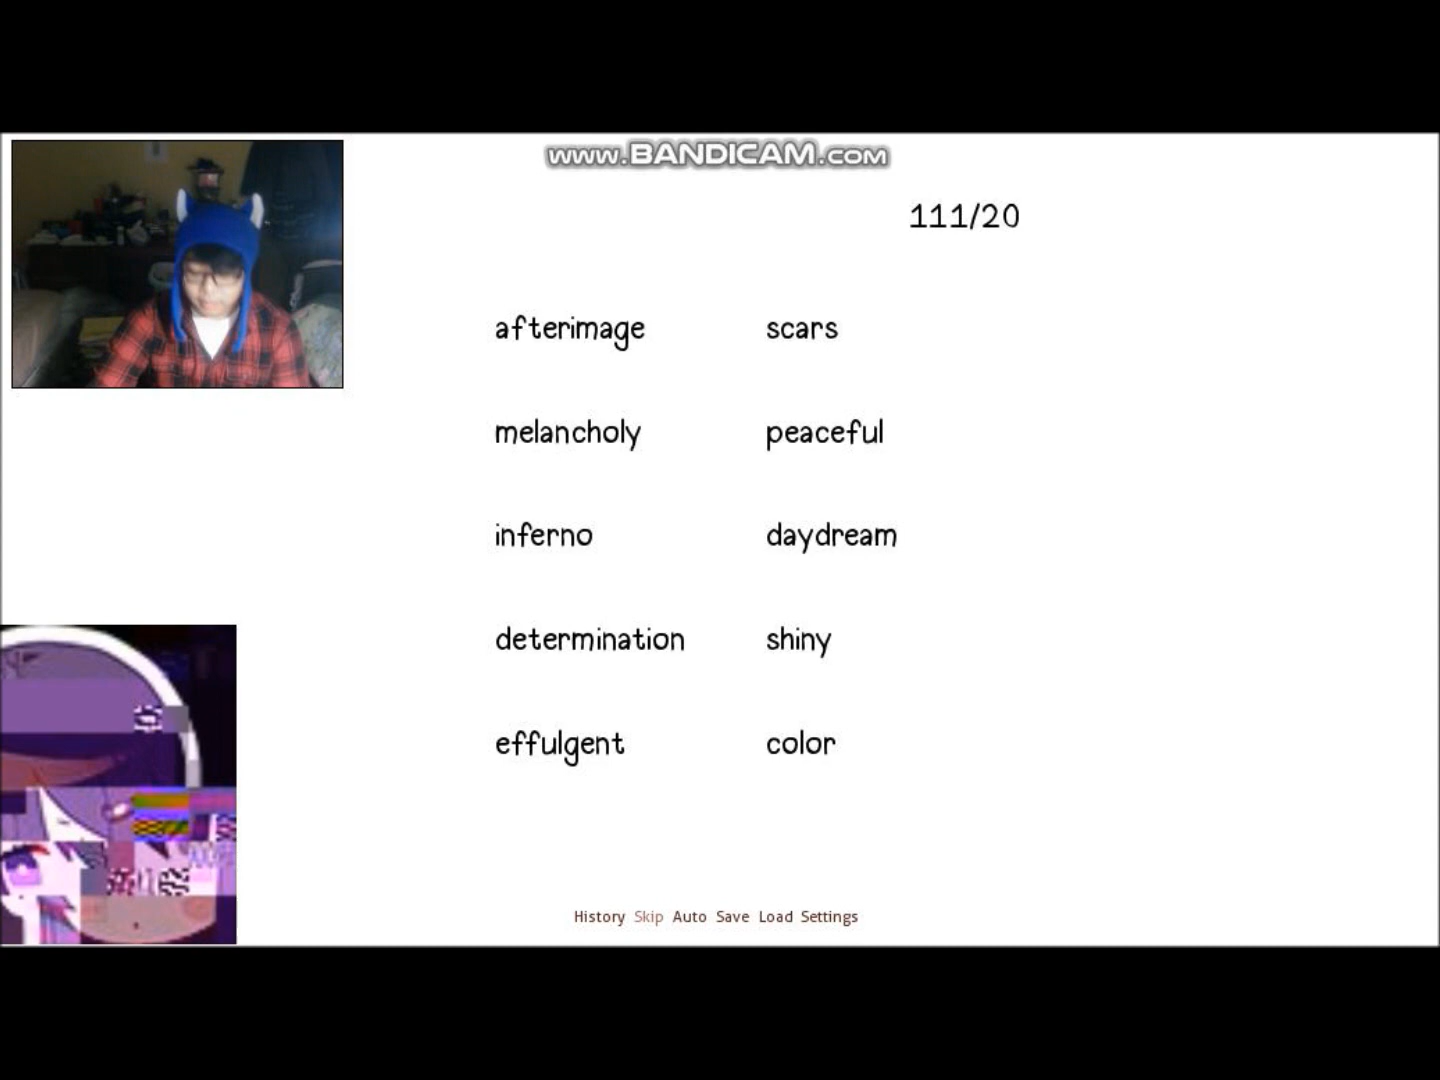 www.BANDICAM.com
111/20
afterimage scars
melancholy peaceful
inferno daydream
determination shiny
effulgent color
History Skip Auto Save Load Settings